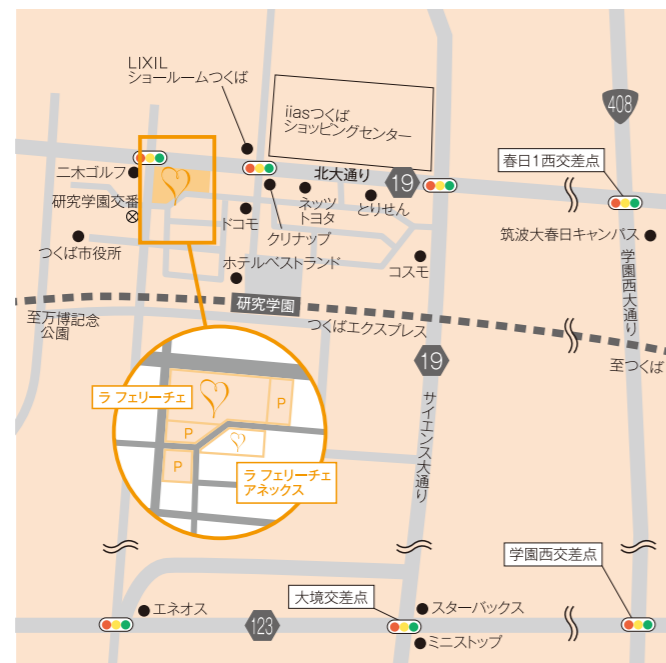 LIXIL
ショールームつくば
iiasつくば
ショッピングセンター
408
北大通り
19
春日1西交差点
二木ゴルフ
研究学園交番
つくば市役所
ドコモ
クリナップ
ネッツ
トヨタ
とりせん
コスモ
筑波大春日キャンパス
ホテルベストランド
学園西大通り
研究学園
つくばエクスプレス
至万博記念
公園
至つくば
19
サイエンス大通り
ラ フェリーチェ
P
P
P
ラ フェリーチェ
アネックス
学園西交差点
大境交差点
エネオス
123
スターバックス
ミニストップ